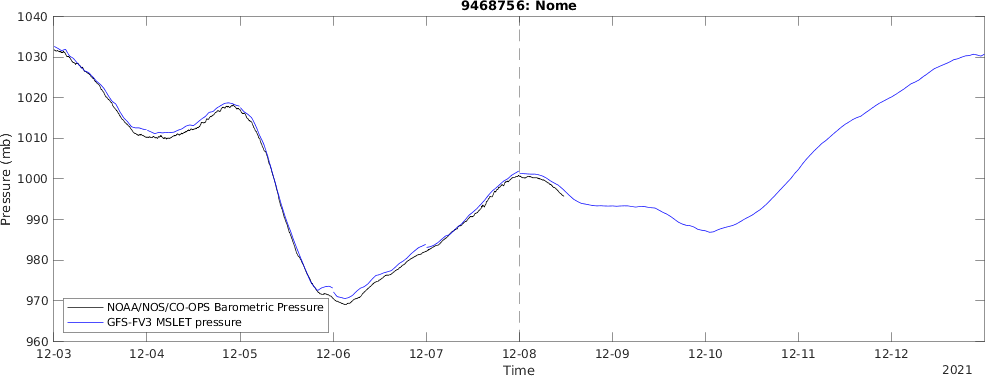 9468756: Nome
1040
1030
1020
1010
1000
990
980
970
960
Pressure (mb)
NOAA/NOS/CO-OPS Barometric Pressure
GFS-FV3 MSLET pressure
12-03 12-04 12-05 12-06 12-07 12-08 12-09 12-10 12-11 12-12
Time
2021